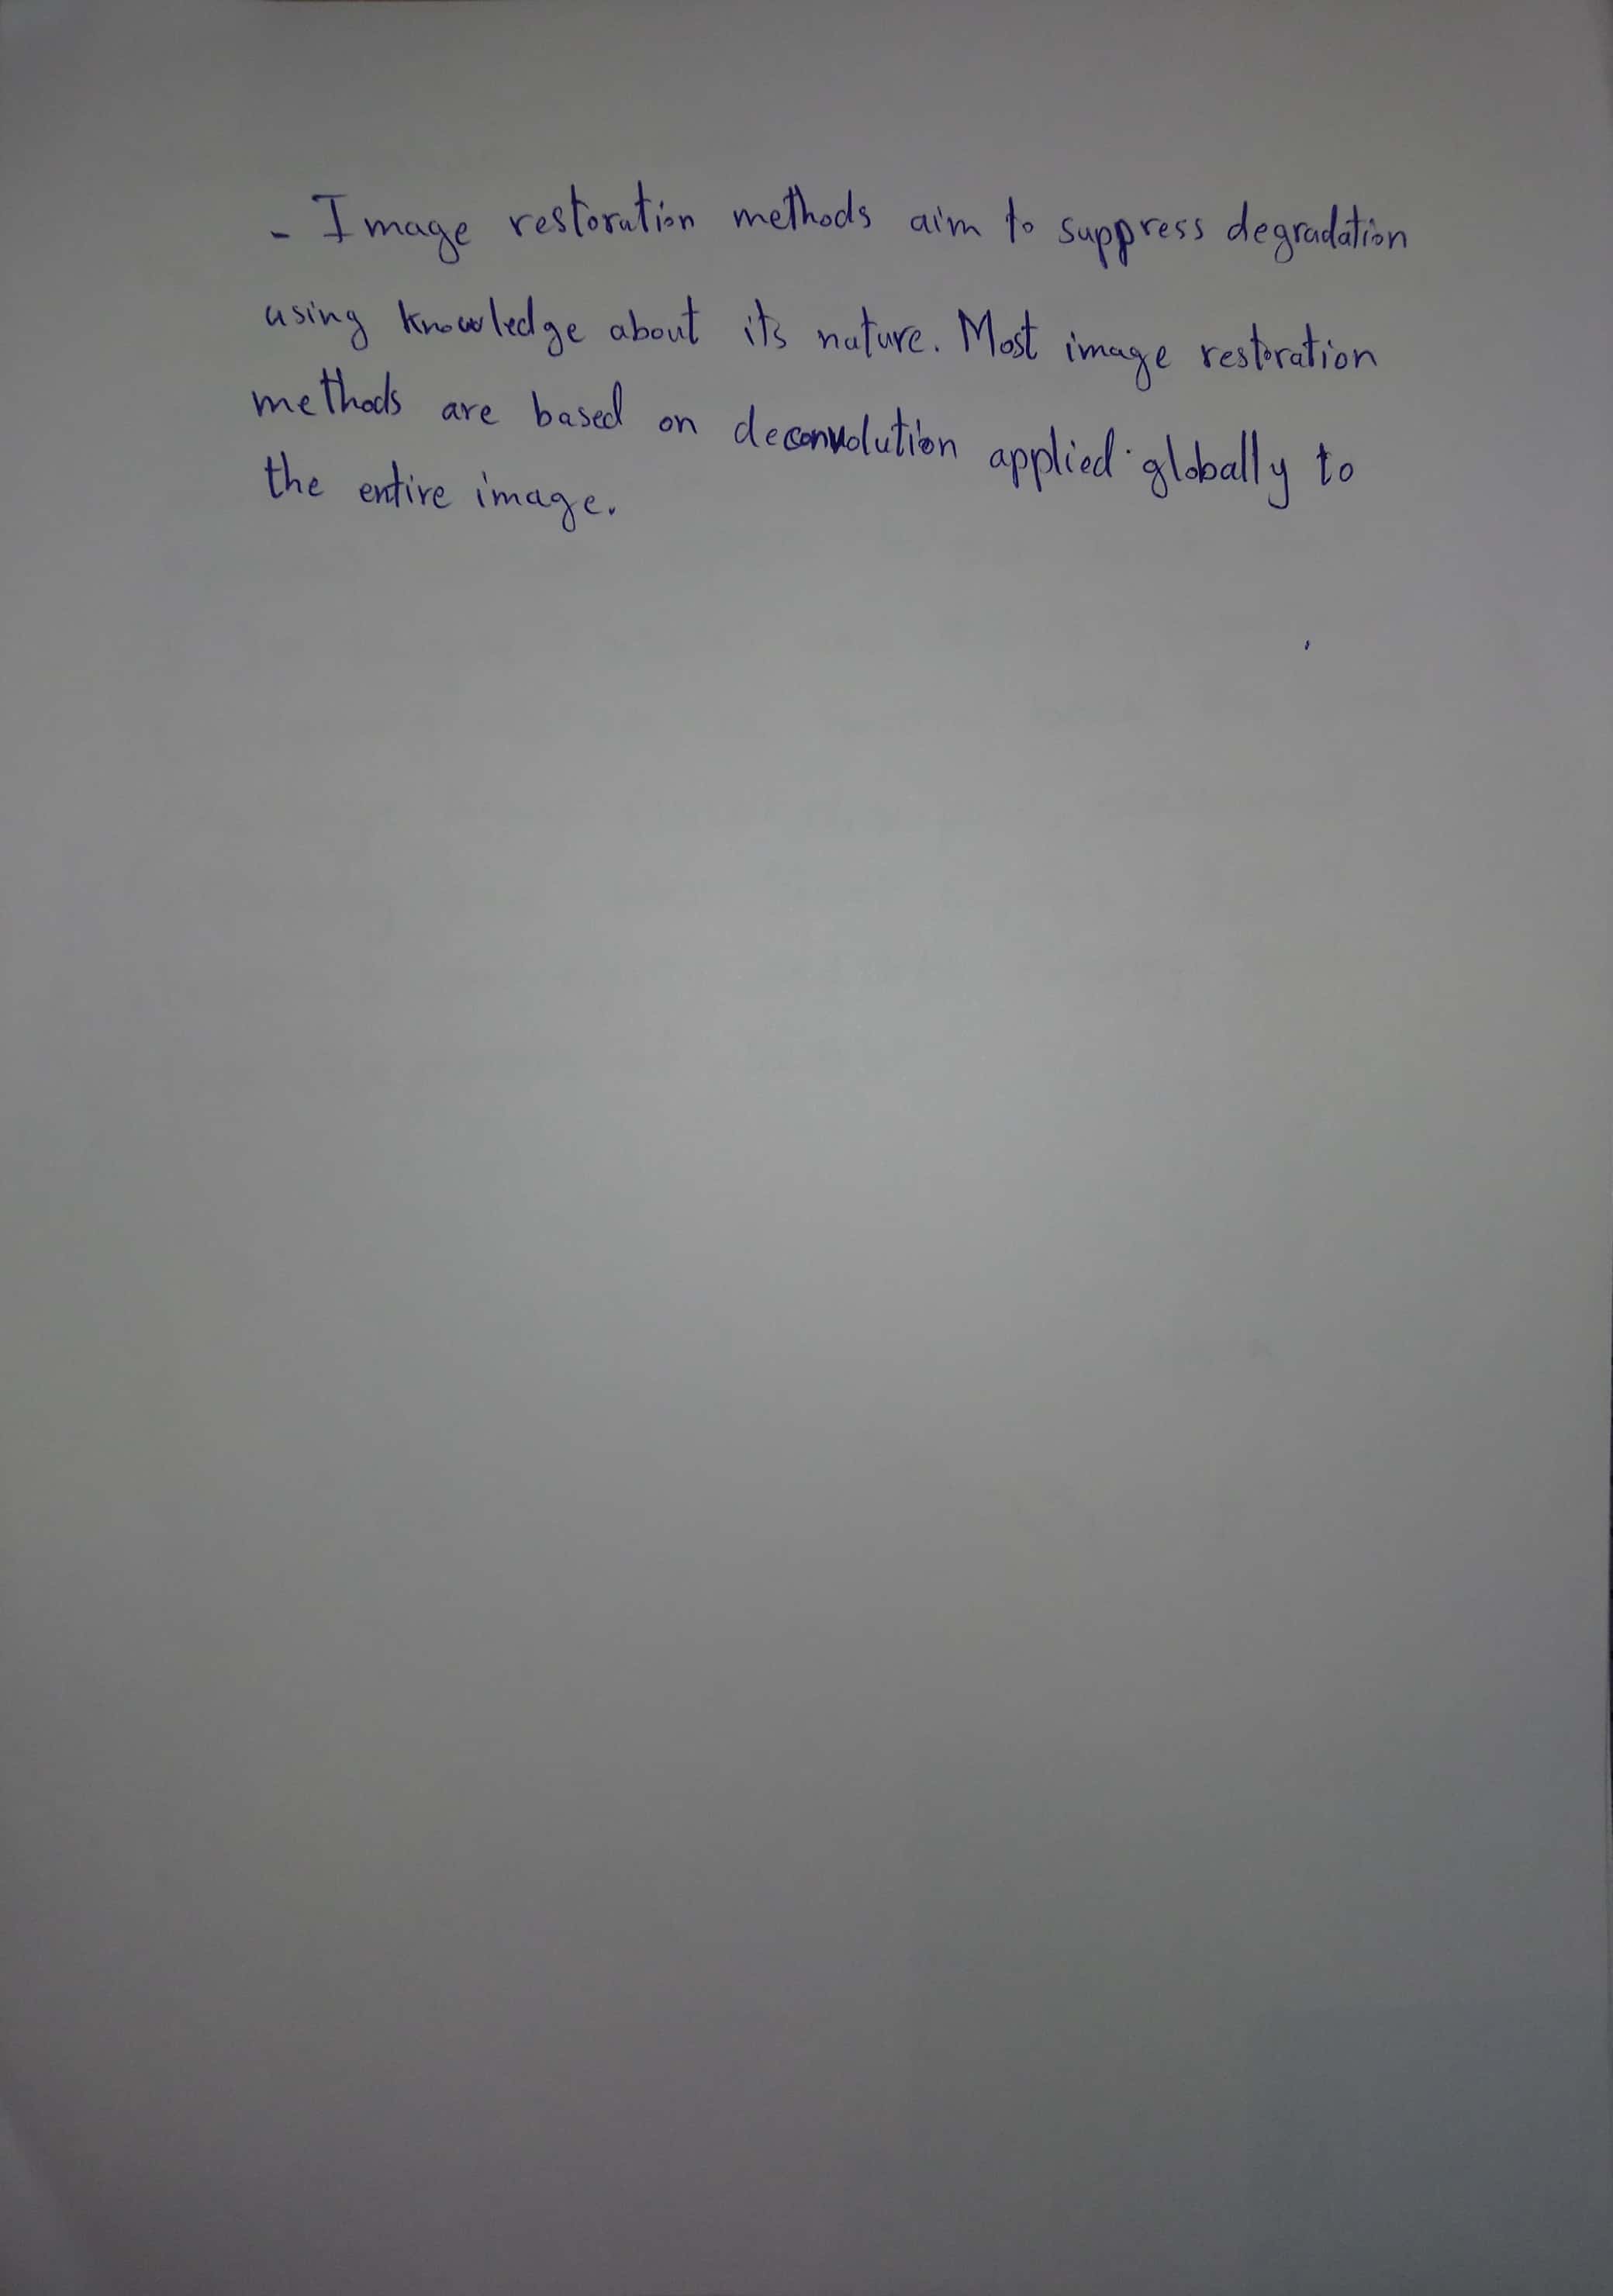 - Image restoration methods aim to suppress degradation
using knowledge about its nature. Most image restoration
methods are based on deconvolution applied globally to
the entire image.